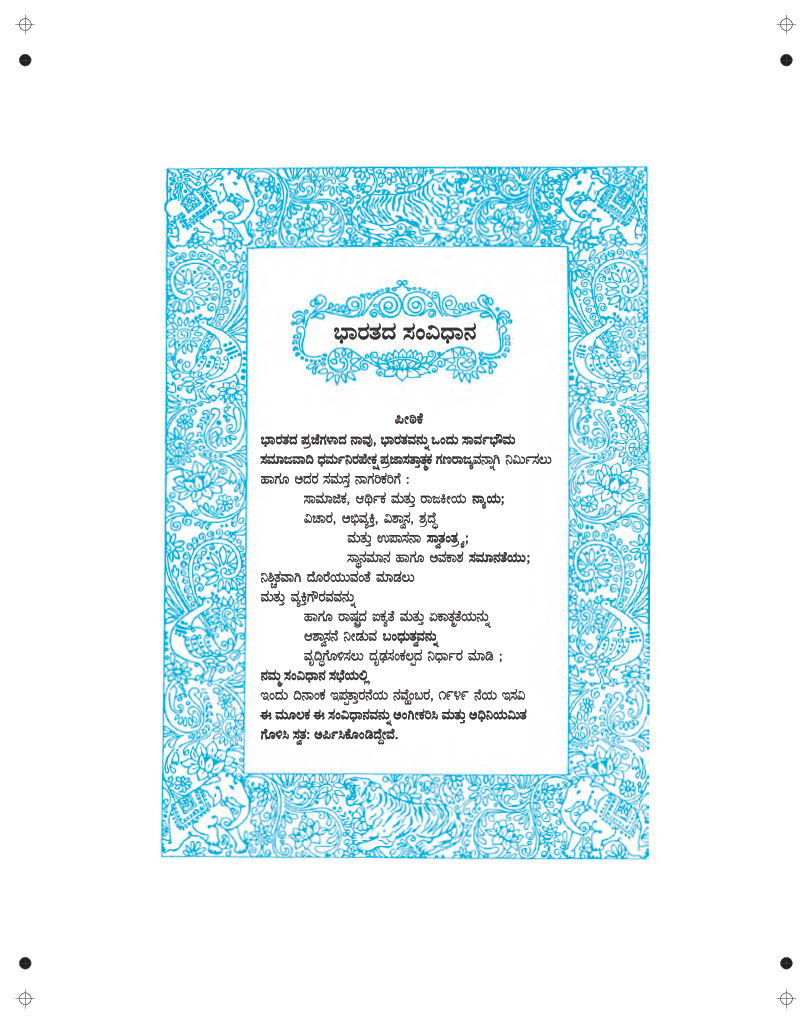 ಭಾರತದ ಸಂವಿಧಾನ
ಪೀಠಿಕೆ
ಭಾರತದ ಪ್ರಜೆಗಳಾದ ನಾವು, ಭಾರತವನ್ನು ಒಂದು ಸಾರ್ವಭೌಮ
ಸಮಾಜವಾದಿ ಧರ್ಮನಿರಪೇಕ್ಷ ಪ್ರಜಾಸತ್ತಾತ್ಮಕ ಗಣರಾಜ್ಯವನ್ನಾಗಿ ನಿರ್ಮಿಸಲು
ಹಾಗೂ ಅದರ ಸಮಸ್ತ ನಾಗರಿಕರಿಗೆ :
ಸಾಮಾಜಿಕ, ಆರ್ಥಿಕ ಮತ್ತು ರಾಜಕೀಯ ನ್ಯಾಯ;
ವಿಚಾರ, ಅಭಿವ್ಯಕ್ತಿ, ವಿಶ್ವಾಸ, ಶ್ರದ್ಧೆ
ಮತ್ತು ಉಪಾಸನಾ ಸ್ವಾತಂತ್ರ್ಯ;
ಸ್ಥಾನಮಾನ ಹಾಗೂ ಅವಕಾಶ ಸಮಾನತೆಯು;
ನಿಶ್ಚಿತವಾಗಿ ದೊರೆಯುವಂತೆ ಮಾಡಲು
ಮತ್ತು ವ್ಯಕ್ತಿಗೌರವವನ್ನು
ಹಾಗೂ ರಾಷ್ಟ್ರದ ಐಕ್ಯತೆ ಮತ್ತು ಏಕಾತ್ಮತೆಯನ್ನು
ಆಶ್ವಾಸನೆ ನೀಡುವ ಬಂಧುತ್ವವನ್ನು
ವೃದ್ಧಿಗೊಳಿಸಲು ದೃಢಸಂಕಲ್ಪದ ನಿರ್ಧಾರ ಮಾಡಿ ;
ನಮ್ಮ ಸಂವಿಧಾನ ಸಭೆಯಲ್ಲಿ
ಇಂದು ದಿನಾಂಕ ಇಪ್ಪತ್ತಾರನೆಯ ನವ್ಹೆಂಬರ, ೧೯೪೯ ನೆಯ ಇಸವಿ
ಈ ಮೂಲಕ ಈ ಸಂವಿಧಾನವನ್ನು ಅಂಗೀಕರಿಸಿ ಮತ್ತು ಅಧಿನಿಯಮಿತ
ಗೊಳಿಸಿ ಸ್ವತ: ಅರ್ಪಿಸಿಕೊಂಡಿದ್ದೇವೆ.